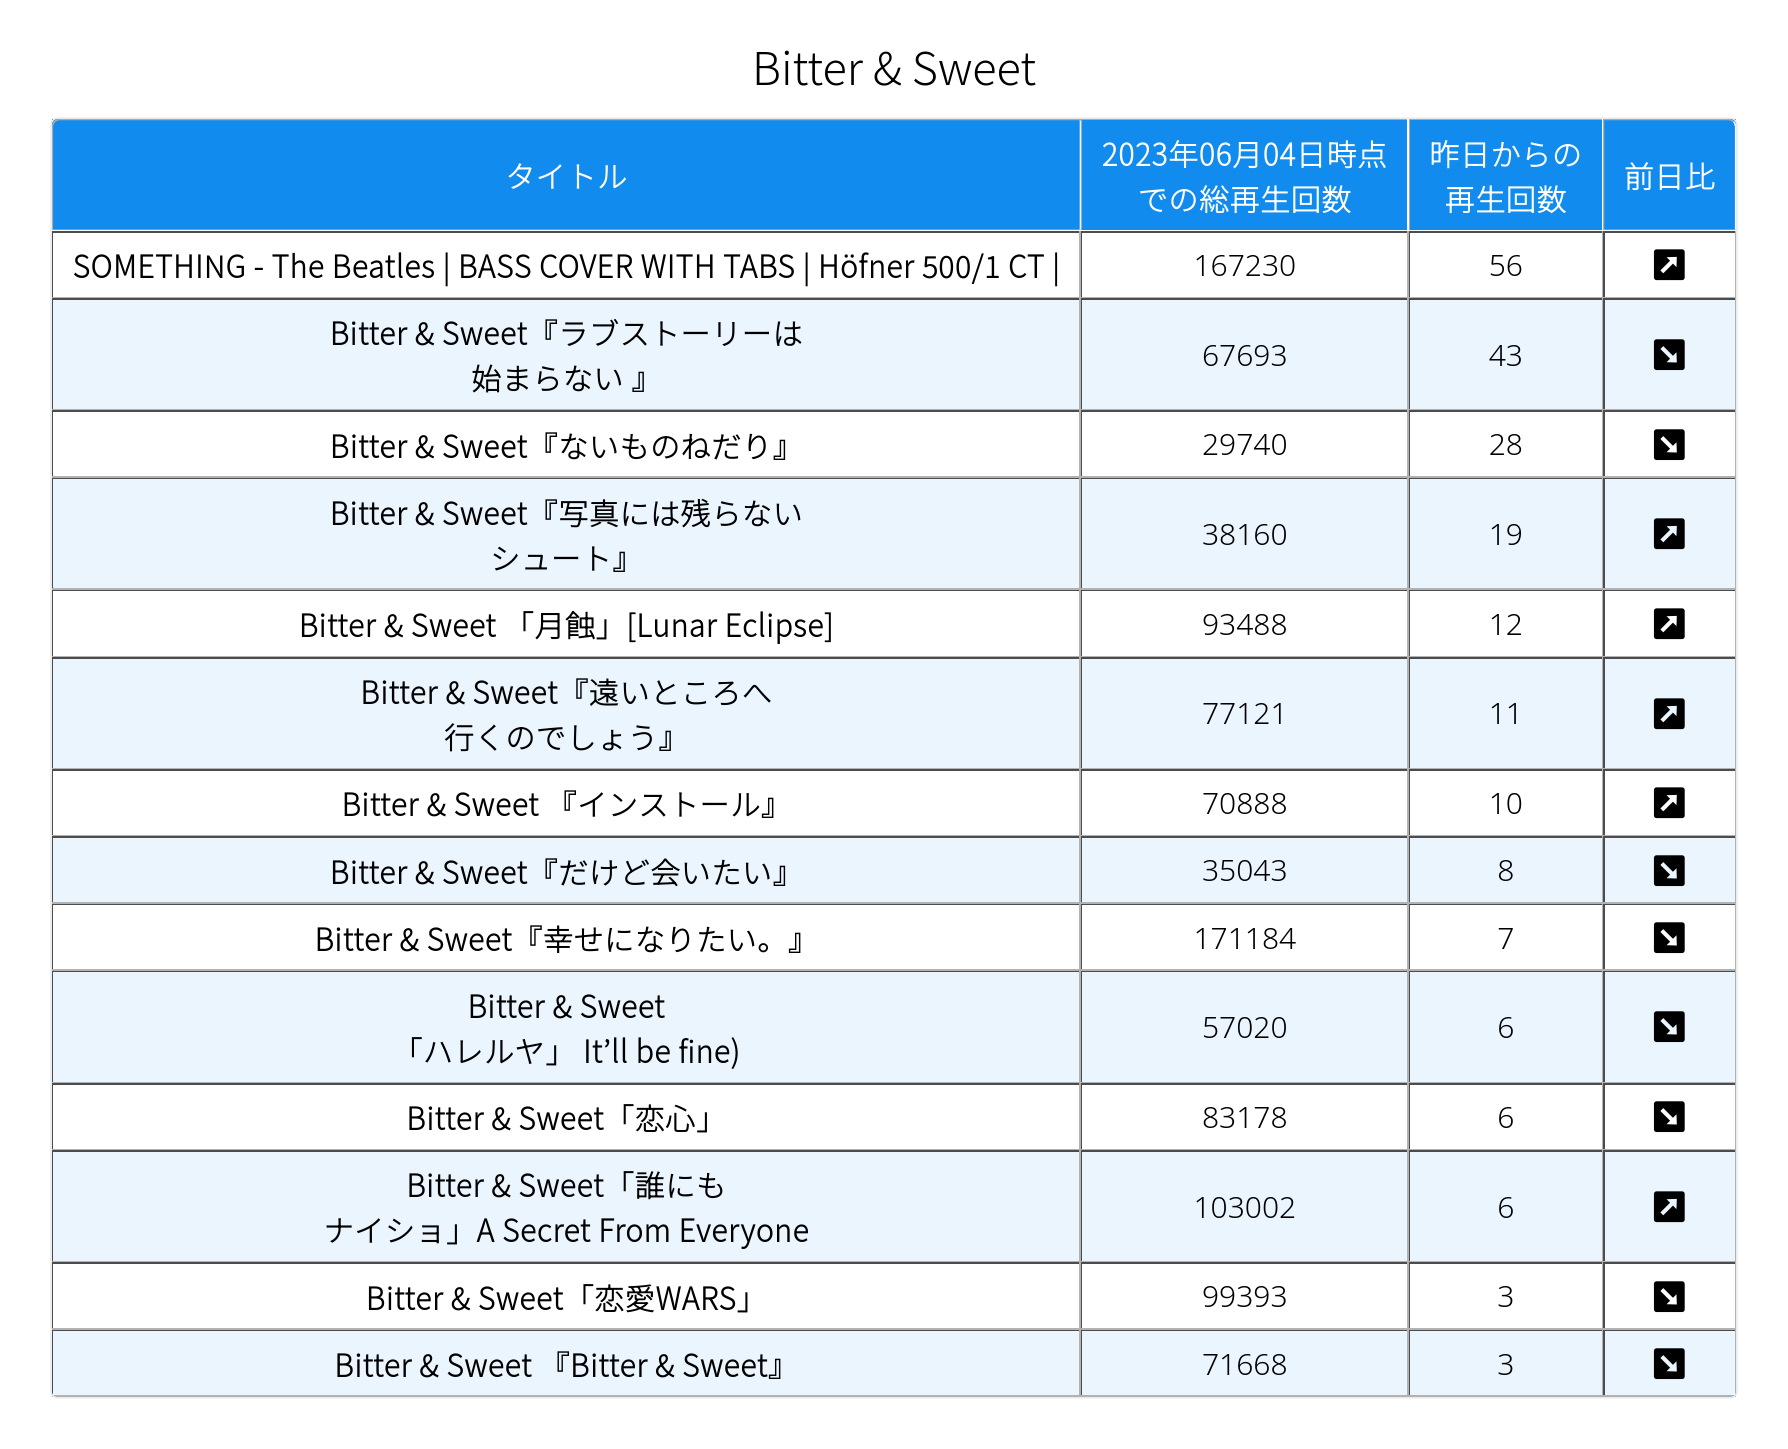 Bitter & Sweet
タイトル
2023年06月04日時点
での総再生回数
昨日からの
再生回数
前日比
SOMETHING - The Beatles | BASS COVER WITH TABS | Höfner 500/1 CT |
167230
56
Bitter & Sweet『ラブストーリーは
始まらない 』
67693
43
Bitter & Sweet『ないものねだり』
29740
28
Bitter & Sweet『写真には残らない
シュート』
38160
19
Bitter & Sweet 「月蝕」[Lunar Eclipse]
93488
12
Bitter & Sweet『遠いところへ
行くのでしょう』
77121
11
Bitter & Sweet 『インストール』
70888
10
Bitter & Sweet『だけど会いたい』
35043
8
Bitter & Sweet『幸せになりたい。』
171184
7
Bitter & Sweet
「ハレルヤ」 It’ll be fine)
57020
6
Bitter & Sweet「恋心」
83178
6
Bitter & Sweet「誰にも
ナイショ」A Secret From Everyone
103002
6
Bitter & Sweet「恋愛WARS」
99393
3
Bitter & Sweet 『Bitter & Sweet』
71668
3